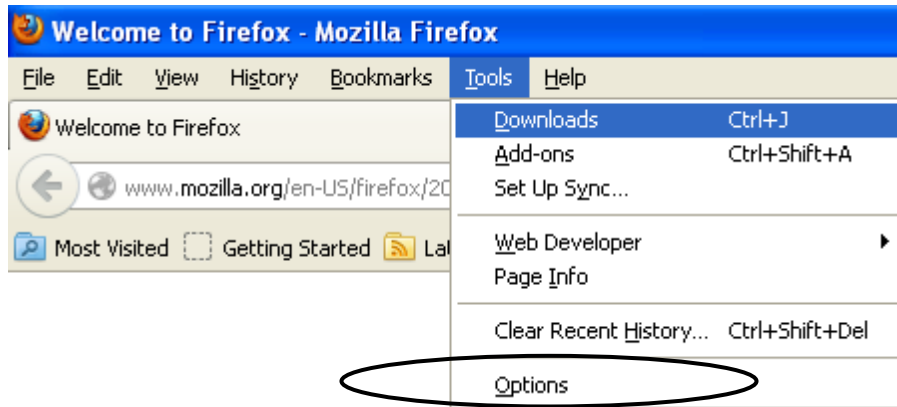 Welcome to Firefox - Mozilla Firefox
File Edit View History Bookmarks Tools Help
Welcome to Firefox
www.mozilla.org/en-US/firefox/20
Most Visited Getting Started
Downloads Ctrl+J
Add-ons Ctrl+Shift+A
Set Up Sync...
Web Developer
Page Info
Clear Recent History... Ctrl+Shift+Del
Options